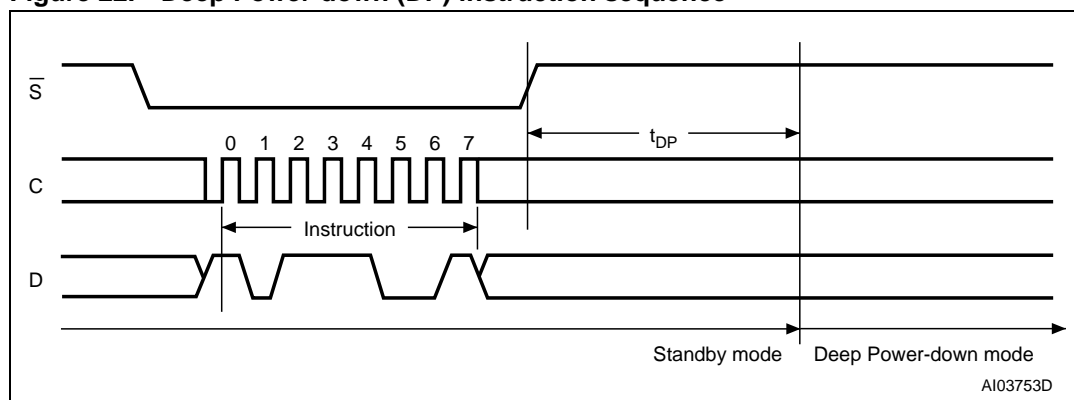 Figure 22. Deep Power-down (DP) instruction sequence
S
tDP
0 1 2 3 4 5 6 7
C
Instruction
D
Standby mode
Deep Power-down mode
AI03753D